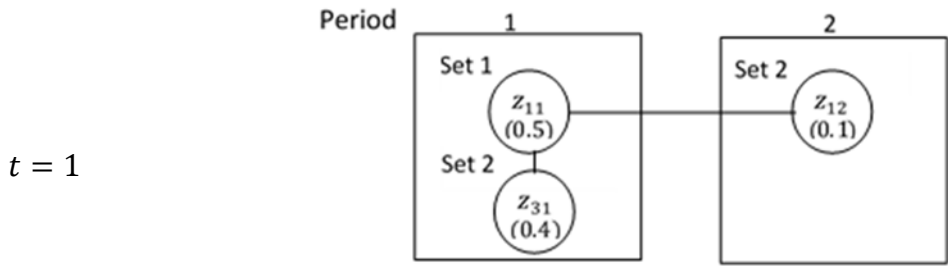 Period 1 2
Set 1 Set 2
z₁₁ z₁₂
(0.5) (0.1)
t = 1
Set 2
z₃₁
(0.4)